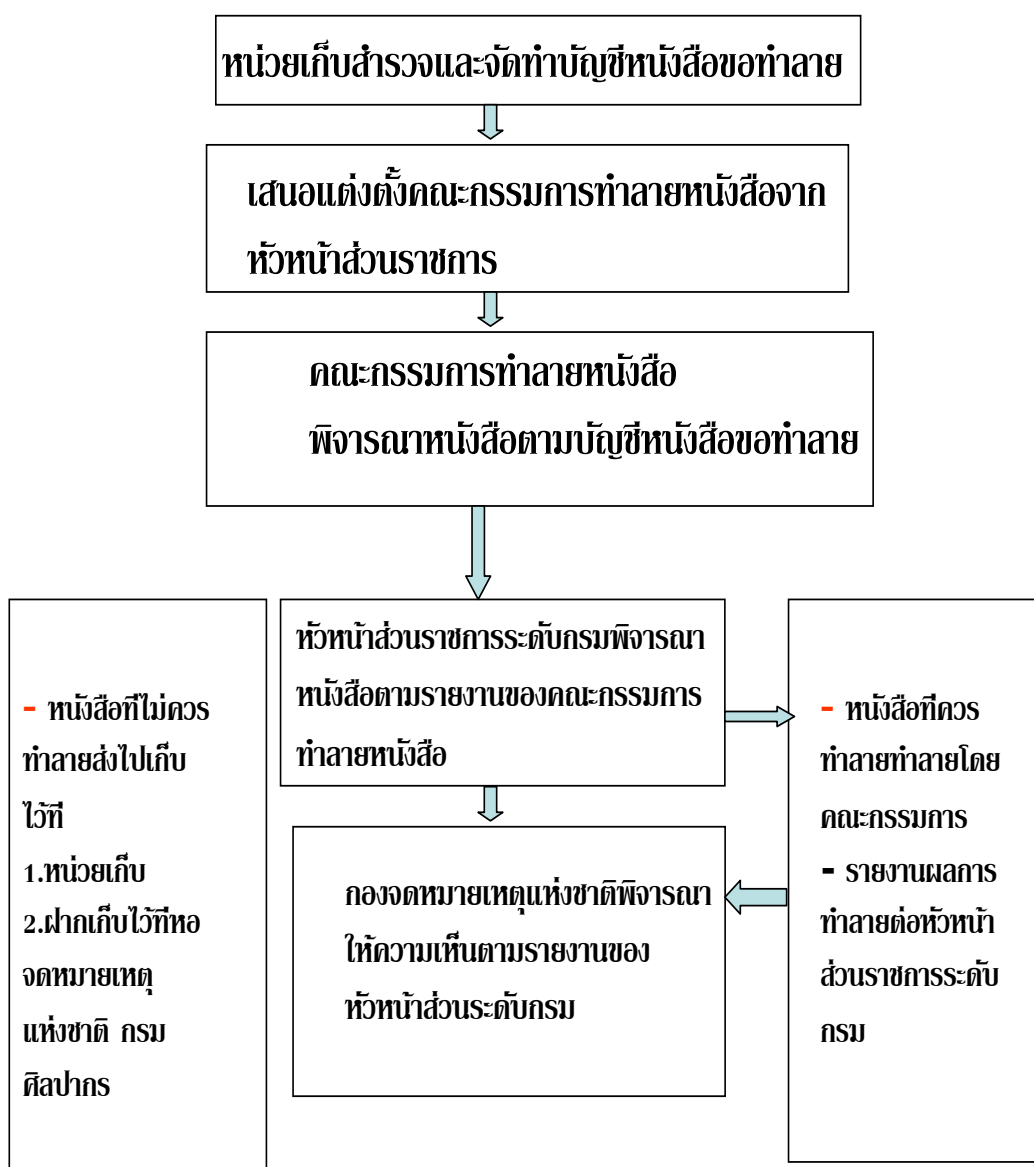 หน่วยเก็บสำรวจและจัดทำบัญชีหนังสือขอทำลาย
เสนอแต่งตั้งคณะกรรมการทำลายหนังสือจาก
หัวหน้าส่วนราชการ
คณะกรรมการทำลายหนังสือ
พิจารณาหนังสือตามบัญชีหนังสือขอทำลาย
หัวหน้าส่วนราชการระดับกรมพิจารณา
หนังสือตามรายงานของคณะกรรมการ
ทำลายหนังสือ
- หนังสือที่ไม่ควร
ทำลายส่งไปเก็บ
ไว้ที่
1.หน่วยเก็บ
2.ฝากเก็บไว้ที่หอ
จดหมายเหตุ
แห่งชาติ กรม
ศิลปากร
กองจดหมายเหตุแห่งชาติพิจารณา
ให้ความเห็นตามรายงานของ
หัวหน้าส่วนระดับกรม
- หนังสือที่ควร
ทำลายทำลายโดย
คณะกรรมการ
- รายงานผลการ
ทำลายต่อหัวหน้า
ส่วนราชการระดับ
กรม